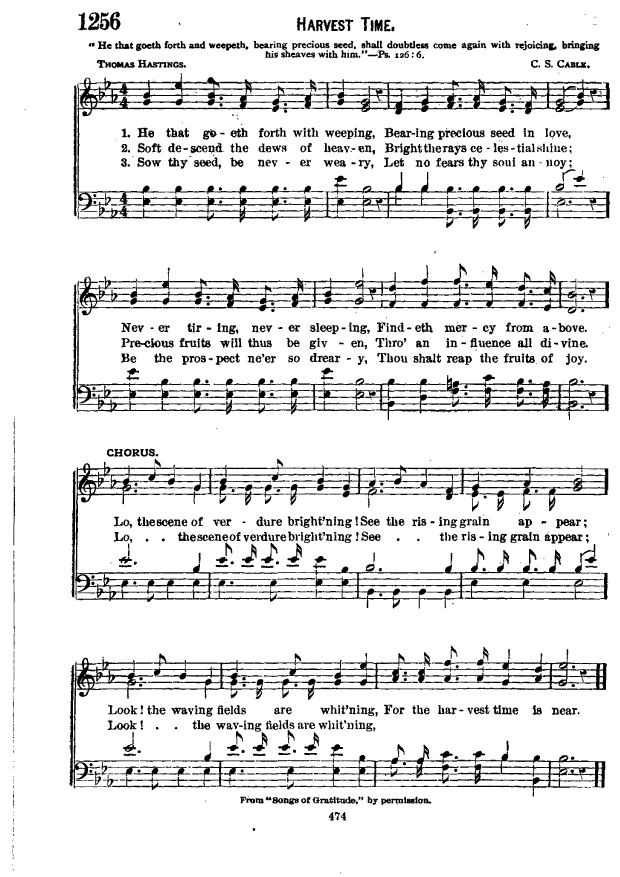 1256
HARVEST TIME.
"He that goeth forth and weepeth, bearing precious seed, shall doubtless come again with rejoicing, bringing
his sheaves with him."—Ps. 126:6.
THOMAS HASTINGS. C. S. CABLE.
1. He that go-eth forth with weeping, Bear-ing precious seed in love,
2. Soft de-scend the dews of heav-en, Bright the rays ce-les-tial shine;
3. Sow thy seed, be nev-er wea-ry, Let no fears thy soul an-noy;
Nev-er tir-ing, nev-er sleep-ing, Find-eth mer-cy from a-bove.
Pre-cious fruits will thus be giv-en, Thro' an in-fluence all di-vine.
Be the pros-pect ne'er so drear-y, Thou shalt reap the fruits of joy.
CHORUS.
Lo, the scene of ver-dure bright'ning! See the ris-ing grain ap-pear;
Lo, . . the scene of verdure bright'ning! See . . the ris-ing grain appear;
Look! the waving fields are whit'ning, For the har-vest time is near.
Look! . . the wav-ing fields are whit'ning,
From "Songs of Gratitude," by permission.
474